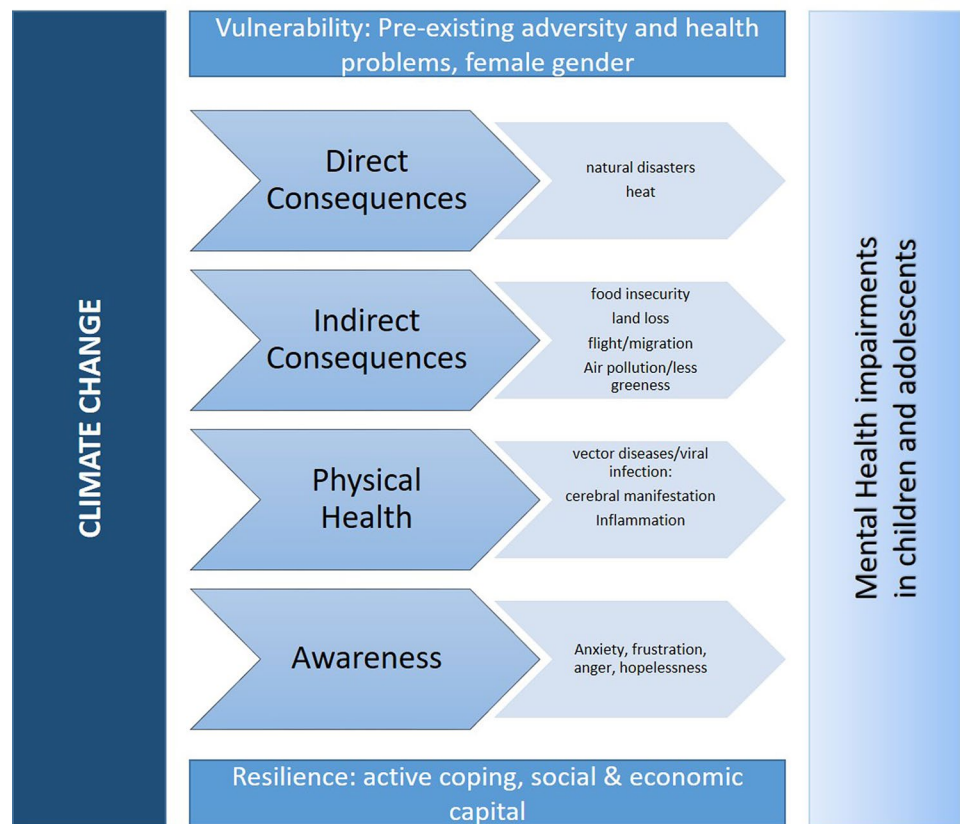 Vulnerability: Pre-existing adversity and health
problems, female gender
CLIMATE CHANGE
Direct
Consequences
natural disasters
heat
Indirect
Consequences
food insecurity
land loss
flight/migration
Air pollution/less
greeness
Physical
Health
vector diseases/viral
infection:
cerebral manifestation
Inflammation
Awareness
Anxiety, frustration,
anger, hopelessness
Mental Health impairments
in children and adolescents
Resilience: active coping, social & economic
capital